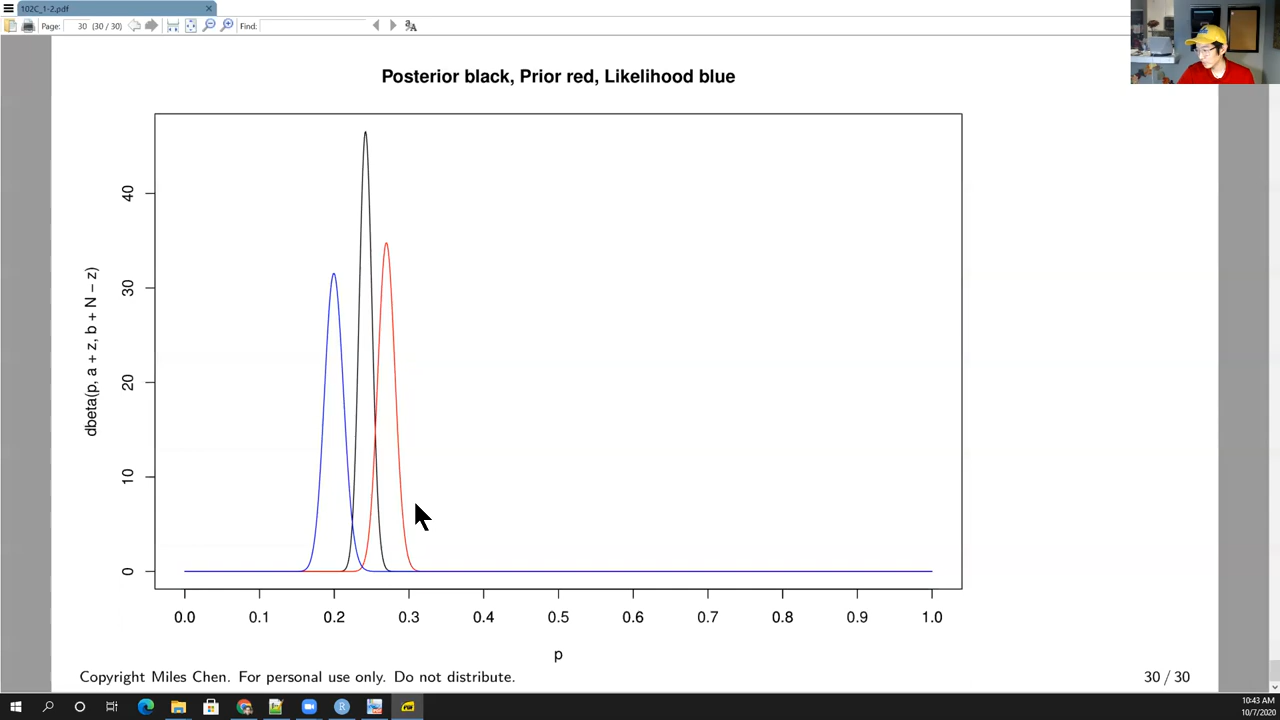 102C_1-2.pdf
Page: 30 (30 / 30) Find:
Posterior black, Prior red, Likelihood blue
dbeta(p, a + z, b + N − z)
40
30
20
10
0
0.0 0.1 0.2 0.3 0.4 0.5 0.6 0.7 0.8 0.9 1.0
p
Copyright Miles Chen. For personal use only. Do not distribute. 30 / 30
10:43 AM
10/7/2020